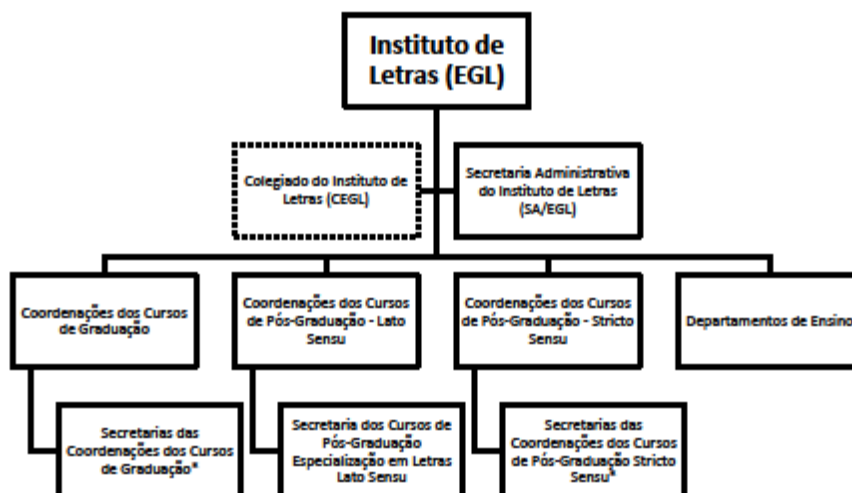 Instituto de
Letras (EGL)
Colegiado do Instituto de
Letras (CEGL)
Secretaria Administrativa
do Instituto de Letras
(SA/EGL)
Coordenações dos Cursos
de Graduação
Coordenações dos Cursos
de Pós-Graduação - Lato
Sensu
Coordenações dos Cursos
de Pós-Graduação - Stricto
Sensu
Departamentos de Ensino
Secretarias das
Coordenações dos Cursos
de Graduação*
Secretaria dos Cursos de
Pós-Graduação
Especialização em Letras
Lato Sensu
Secretarias das
Coordenações dos Cursos
de Pós-Graduação Stricto
Sensu*